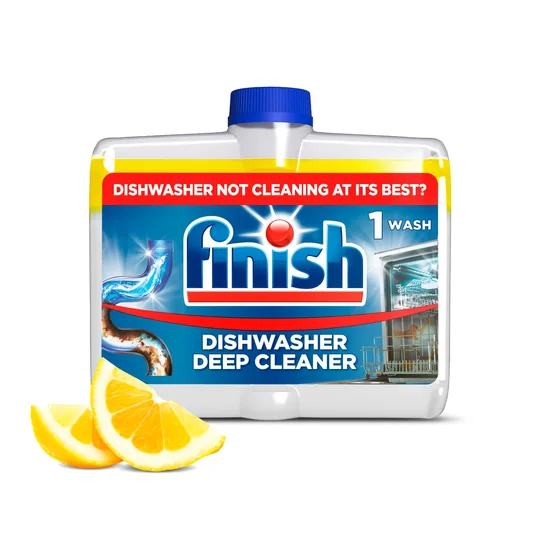 DISHWASHER NOT CLEANING AT ITS BEST?
1 WASH
finish
DISHWASHER
DEEP CLEANER